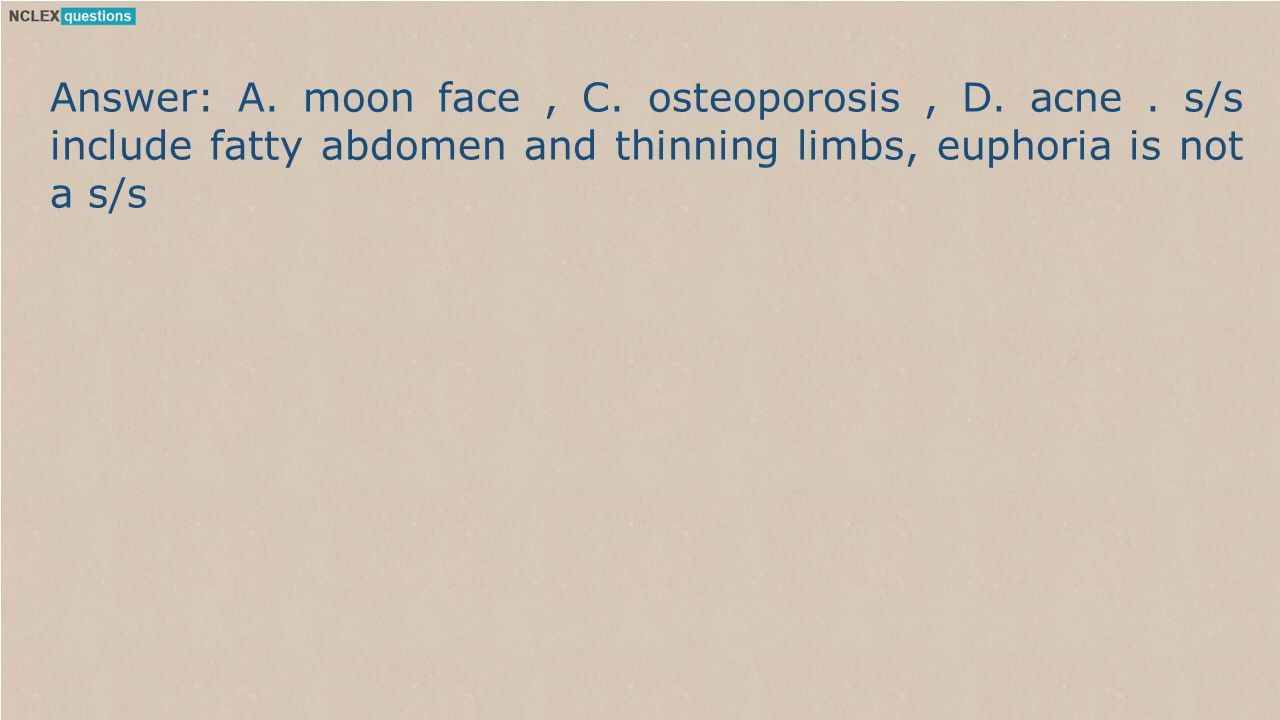 NCLEX questions
Answer: A. moon face , C. osteoporosis , D. acne . s/s
include fatty abdomen and thinning limbs, euphoria is not
a s/s